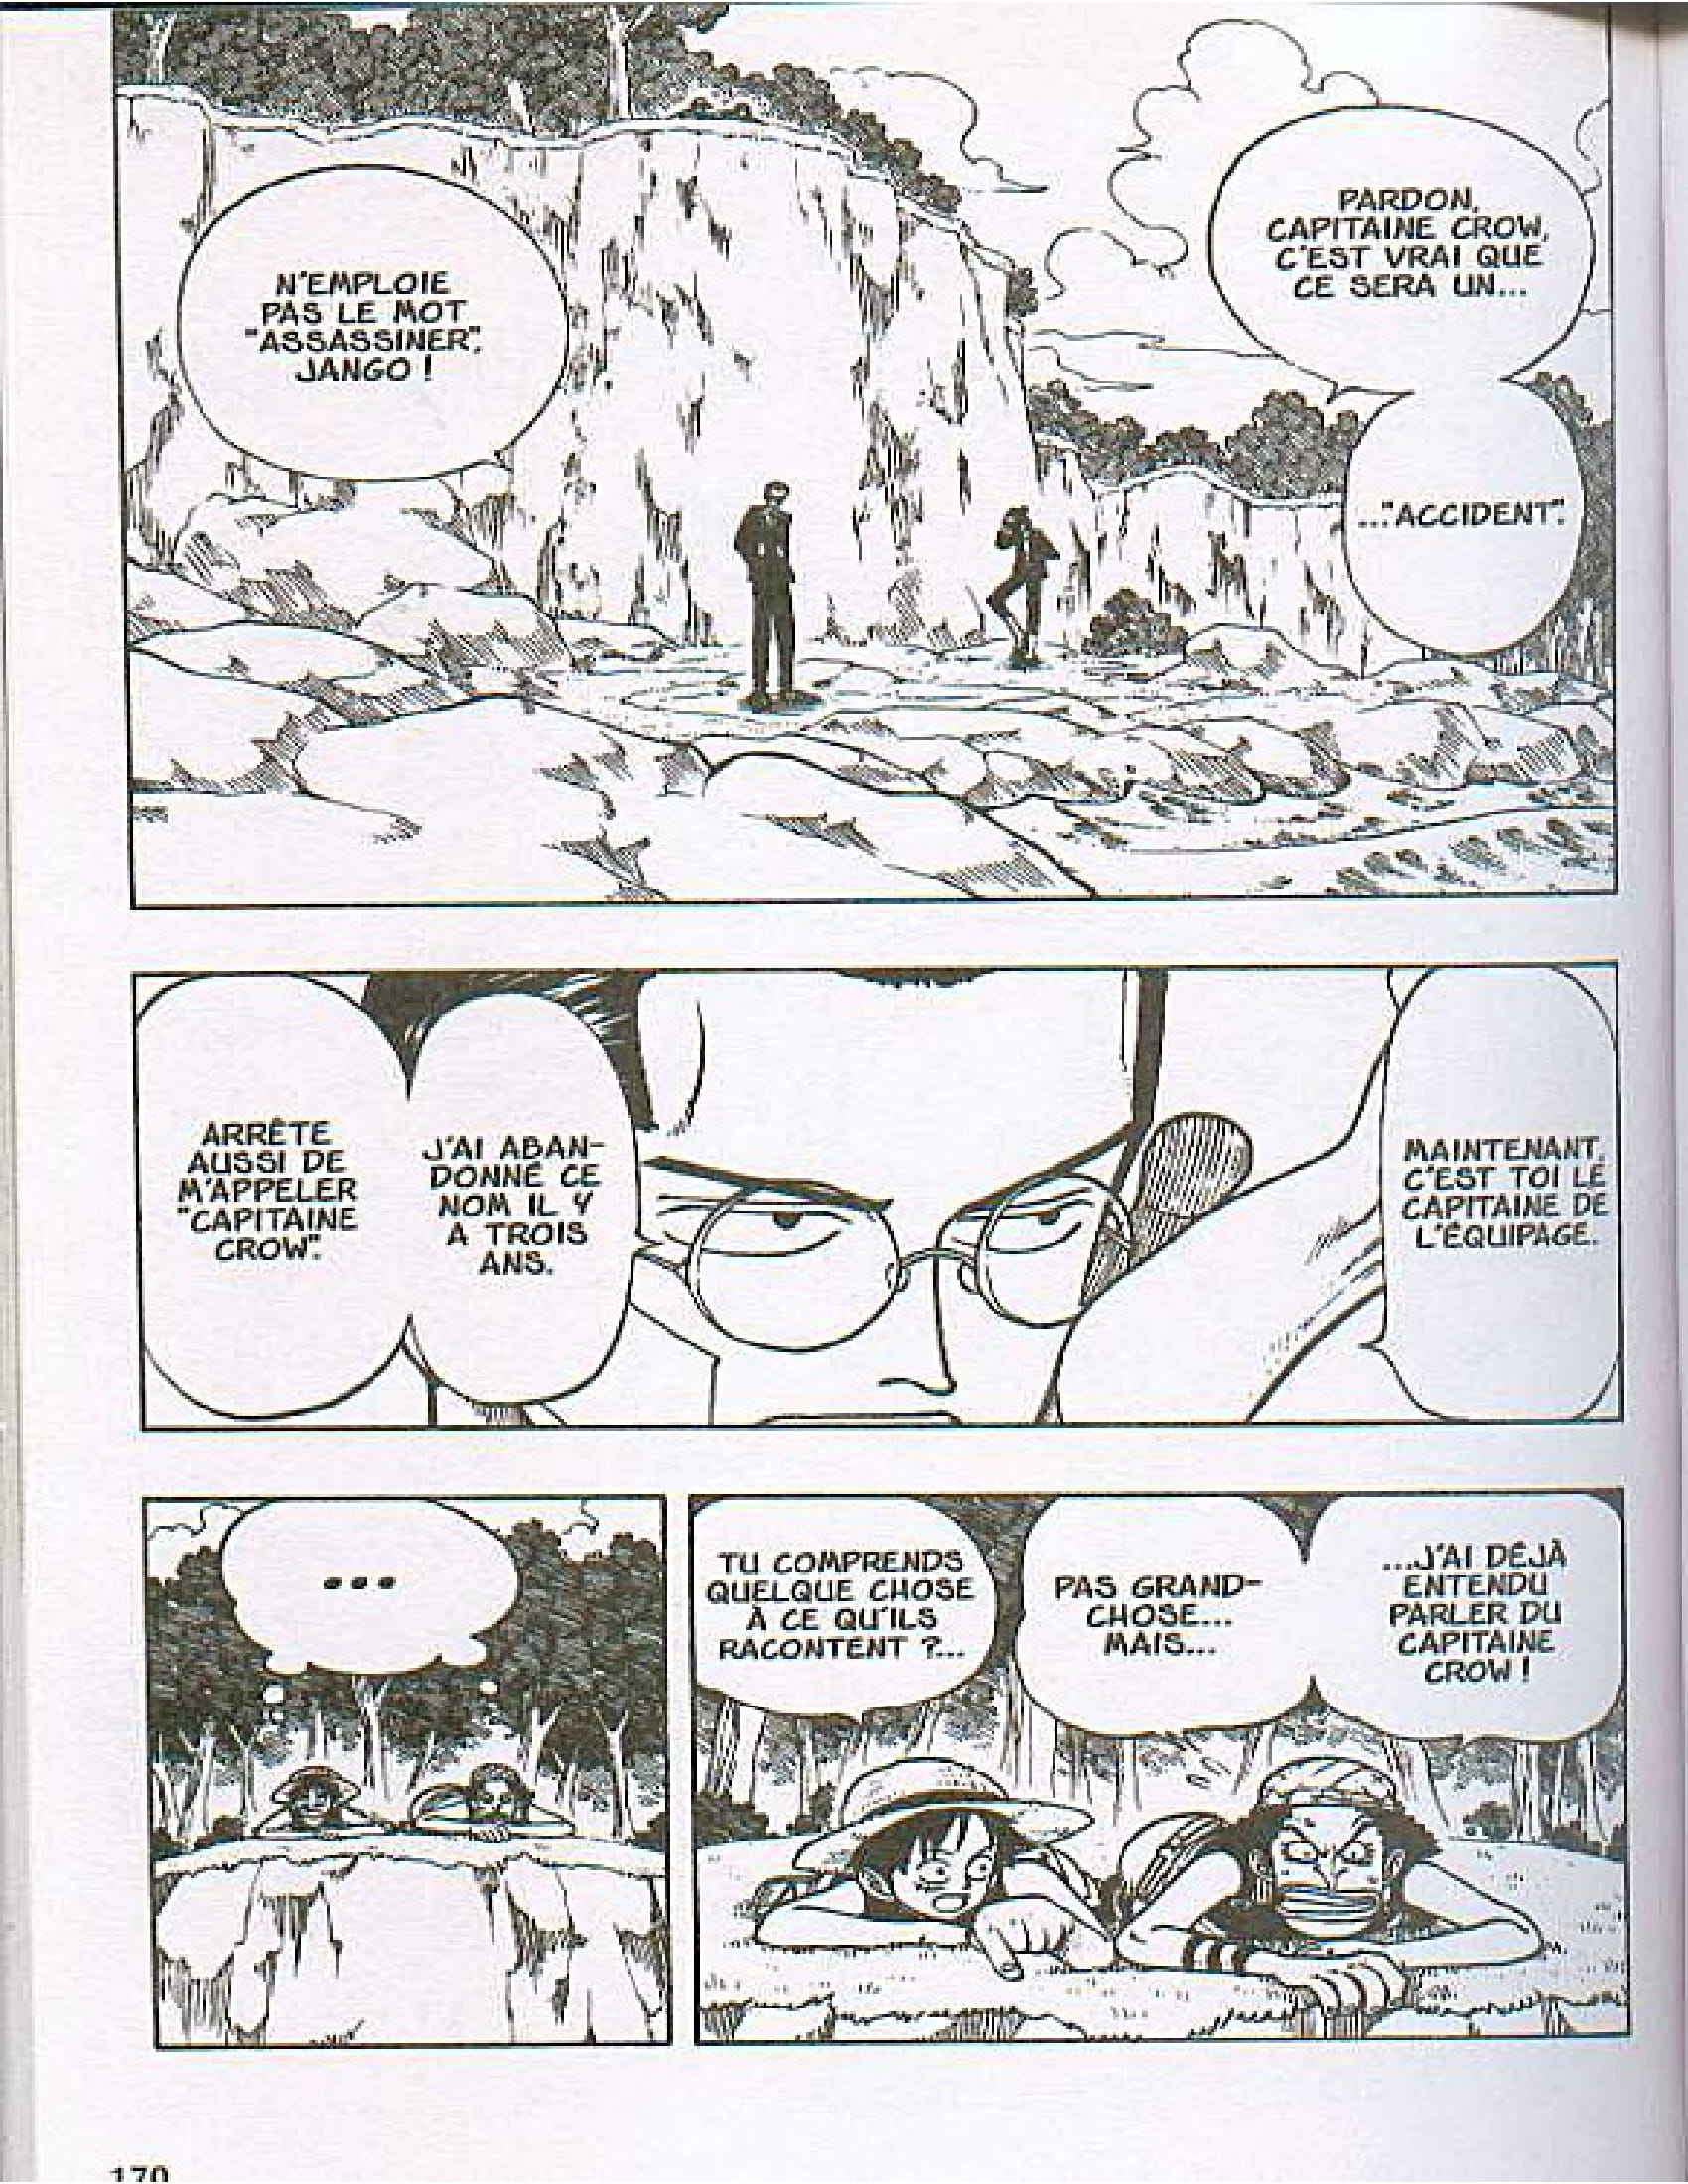 N'EMPLOIE
PAS LE MOT
"ASSASSINER",
JANGO !
PARDON,
CAPITAINE CROW,
C'EST VRAI QUE
CE SERA UN...
..."ACCIDENT".
ARRÊTE
AUSSI DE
M'APPELER
"CAPITAINE
CROW".
J'AI ABAN-
DONNÉ CE
NOM IL Y
A TROIS
ANS.
MAINTENANT,
C'EST TOI LE
CAPITAINE DE
L'ÉQUIPAGE.
...
TU COMPRENDS
QUELQUE CHOSE
À CE QU'ILS
RACONTENT ?...
PAS GRAND-
CHOSE...
MAIS...
...J'AI DÉJÀ
ENTENDU
PARLER DU
CAPITAINE
CROW !
170